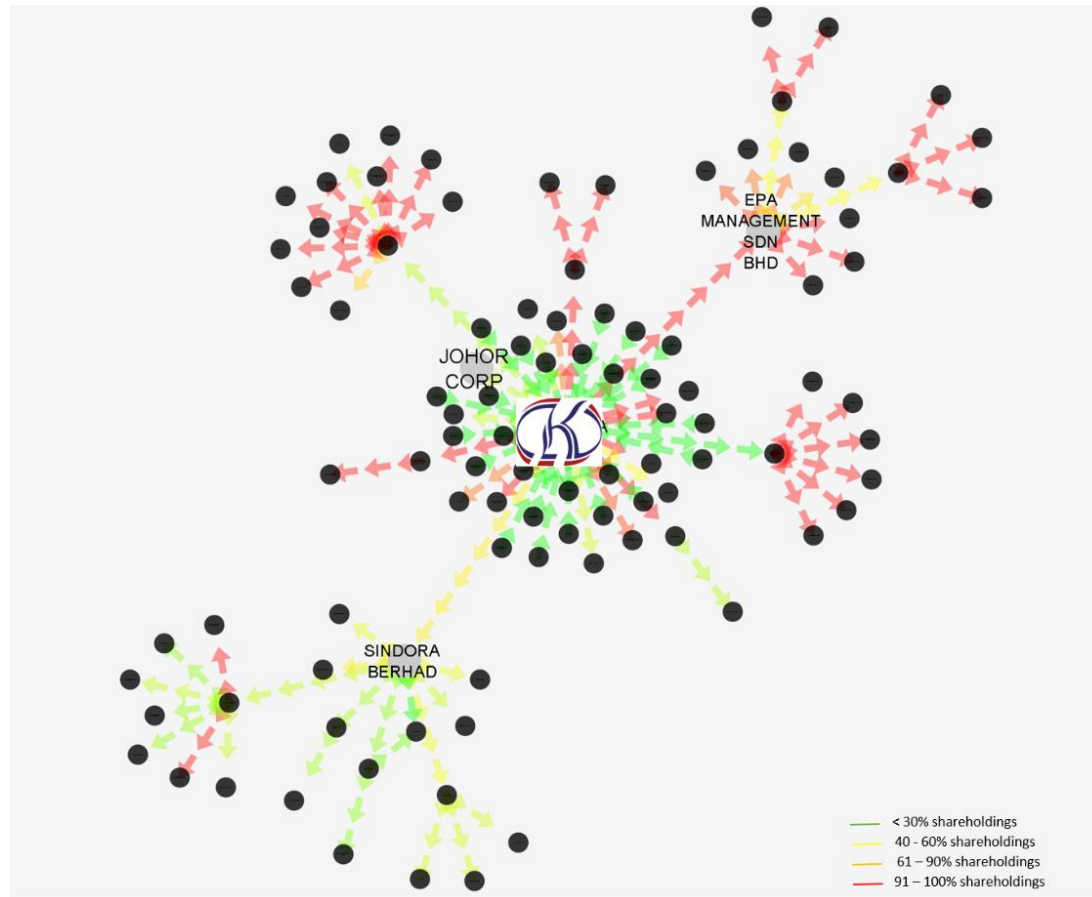 EPA
MANAGEMENT
SDN
BHD
JOHOR
CORP
A
SINDORA
BERHAD
< 30% shareholdings
40 - 60% shareholdings
61 – 90% shareholdings
91 – 100% shareholdings